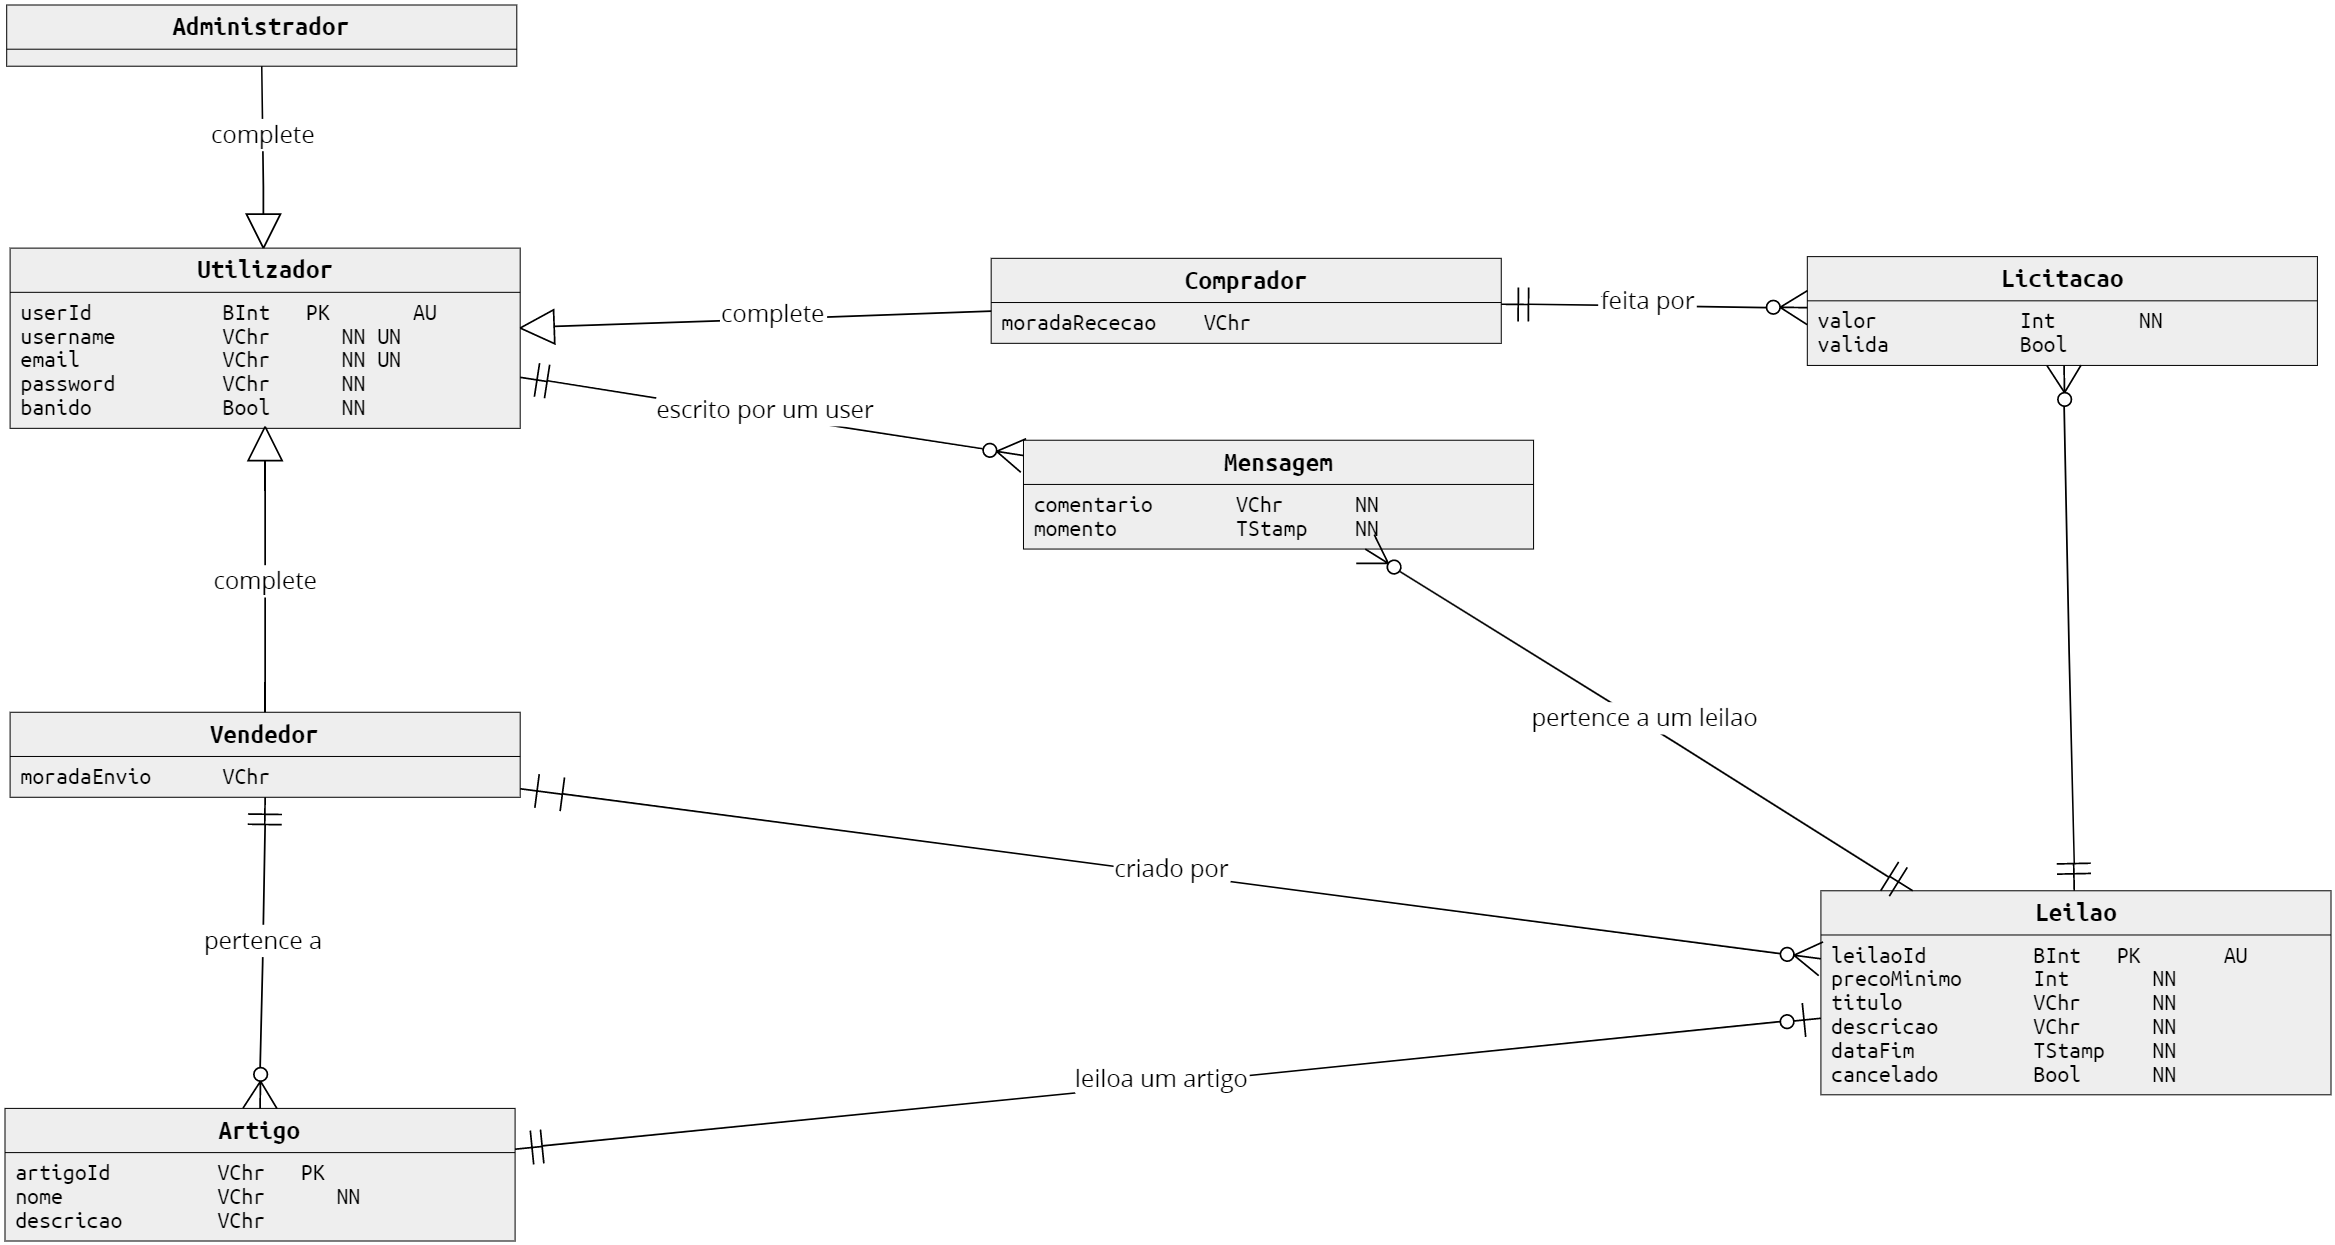 Administrador
complete
Utilizador
userId BInt PK AU
username VChr NN UN
email VChr NN UN
password VChr NN
banido Bool NN
complete
Comprador
moradaRececao VChr
feita por
Licitacao
valor Int NN
valida Bool
escrito por um user
Mensagem
comentario VChr NN
momento TStamp NN
complete
pertence a um leilao
Vendedor
moradaEnvio VChr
criado por
pertence a
Leilao
leilaoId BInt PK AU
precoMinimo Int NN
titulo VChr NN
descricao VChr NN
dataFim TStamp NN
cancelado Bool NN
leiloa um artigo
Artigo
artigoId VChr PK
nome VChr NN
descricao VChr